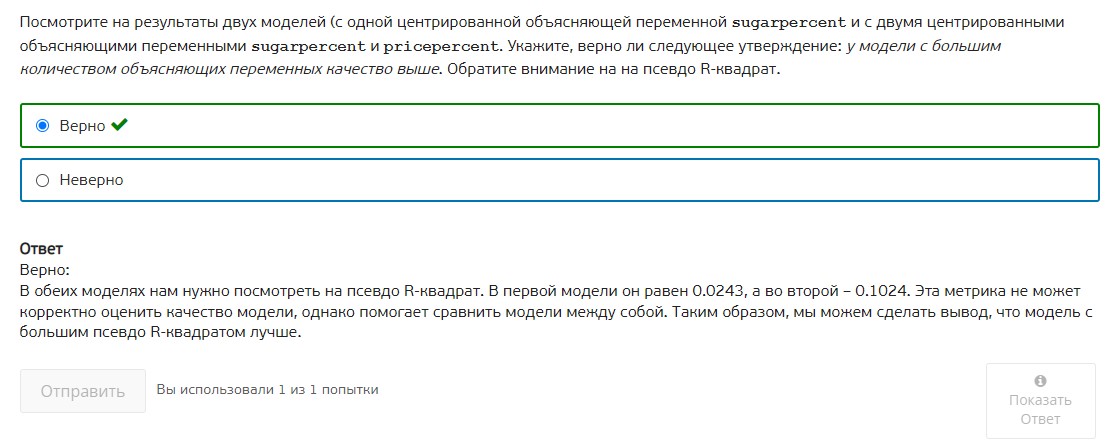 Посмотрите на результаты двух моделей (с одной центрированной объясняющей переменной sugarpercent и с двумя центрированными
объясняющими переменными sugarpercent и pricepercent. Укажите, верно ли следующее утверждение: у модели с большим
количеством объясняющих переменных качество выше. Обратите внимание на на псевдо R-квадрат.
Верно
Неверно
Ответ
Верно:
В обеих моделях нам нужно посмотреть на псевдо R-квадрат. В первой модели он равен 0.0243, а во второй – 0.1024. Эта метрика не может
корректно оценить качество модели, однако помогает сравнить модели между собой. Таким образом, мы можем сделать вывод, что модель с
большим псевдо R-квадратом лучше.
Отправить
Вы использовали 1 из 1 попытки
Показать
Ответ